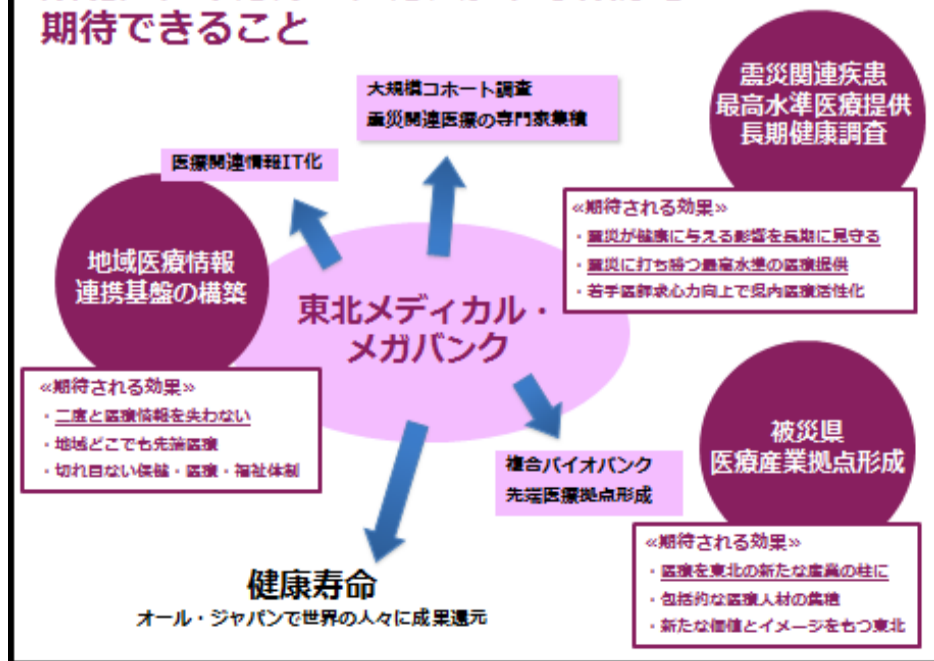 期待できること
大規模コホート調査
震災関連医療の専門家集積
医療関連情報IT化
震災関連疾患
最高水準医療提供
長期健康調査
«期待される効果»
・震災が健康に与える影響を長期に見守る
・震災に打ち勝つ最高水準の医療提供
・若手医師求心力向上で県内医療活性化
地域医療情報
連携基盤の構築
«期待される効果»
・二度と医療情報を失わない
・地域どこでも先端医療
・切れ目ない保健・医療・福祉体制
東北メディカル・
メガバンク
複合バイオバンク
先端医療拠点形成
被災県
医療産業拠点形成
«期待される効果»
・医療を東北の新たな産業の柱に
・包括的な医療人材の集積
・新たな価値とイメージをもつ東北
健康寿命
オール・ジャパンで世界の人々に成果還元